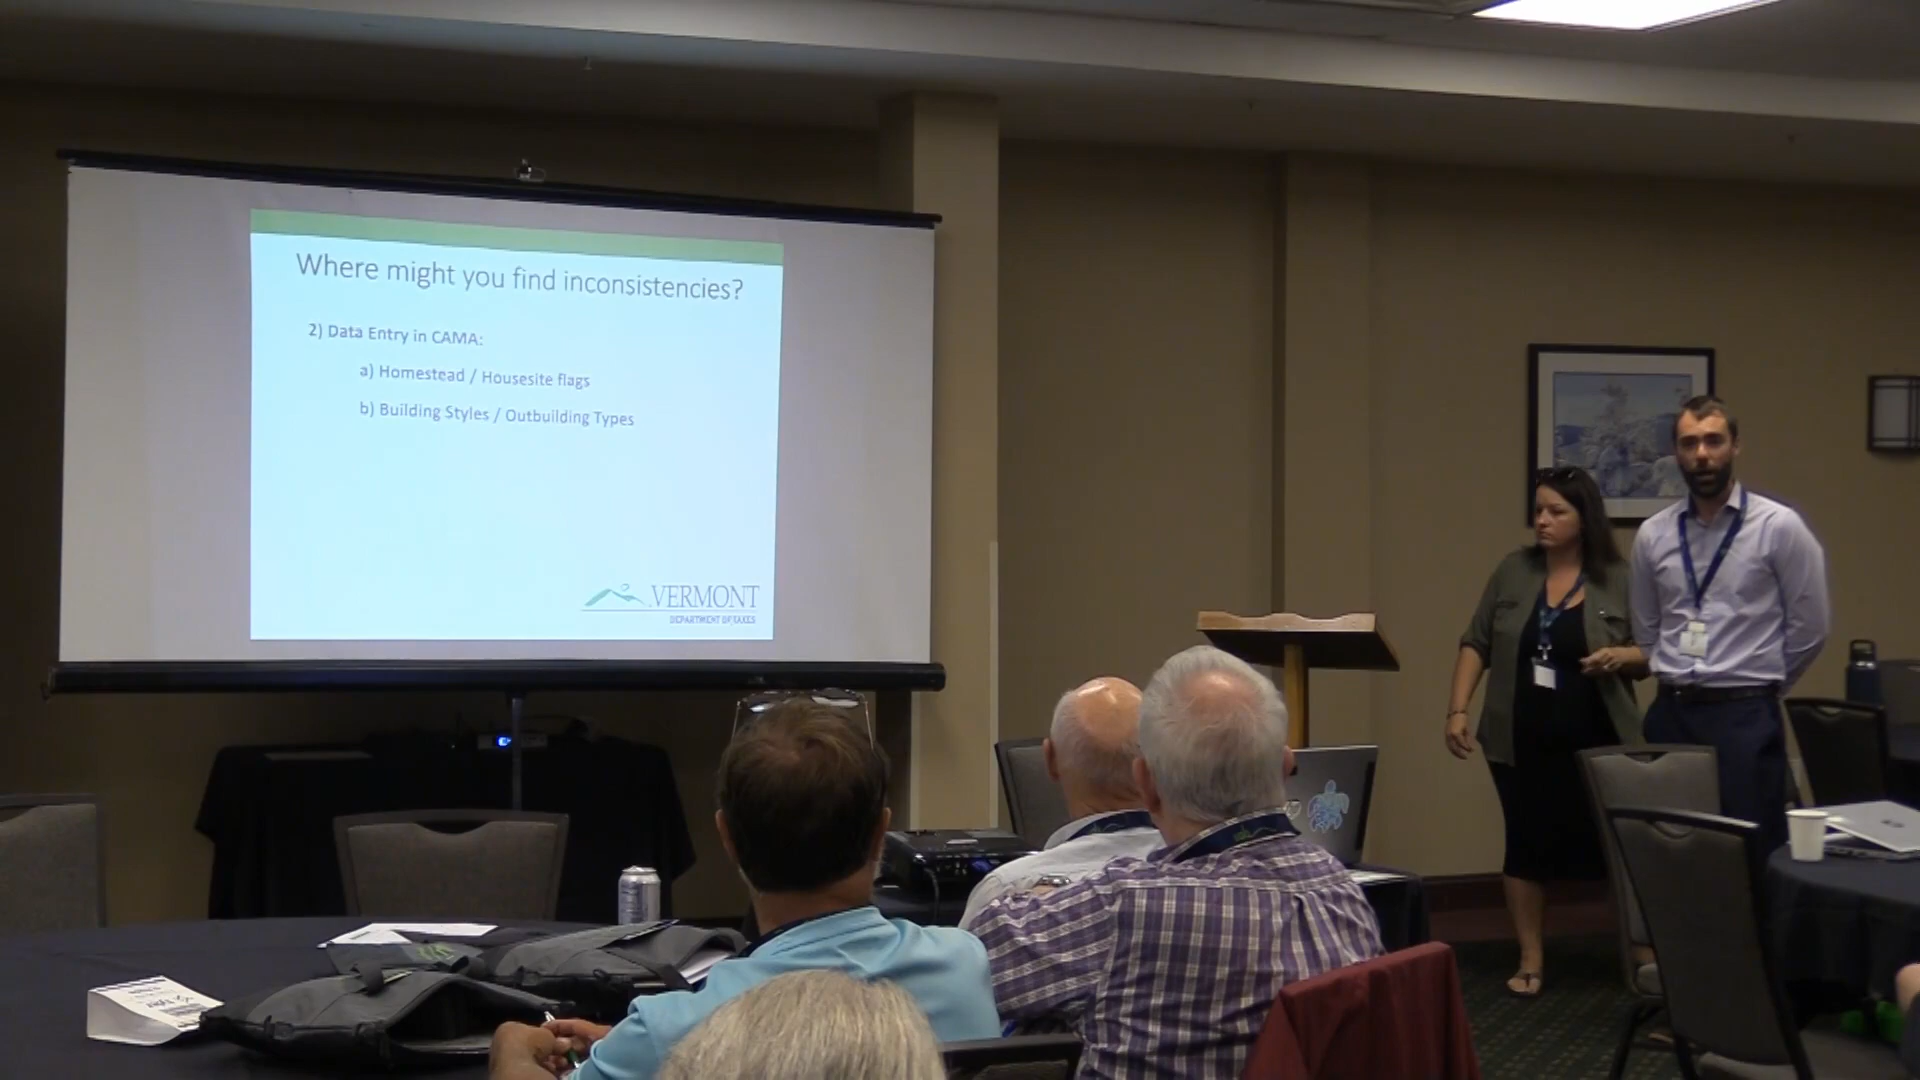 Where might you find inconsistencies?
2) Data Entry in CAMA:
a) Homestead / Housesite flags
b) Building Styles / Outbuilding Types
VERMONT
DEPARTMENT OF TAXES